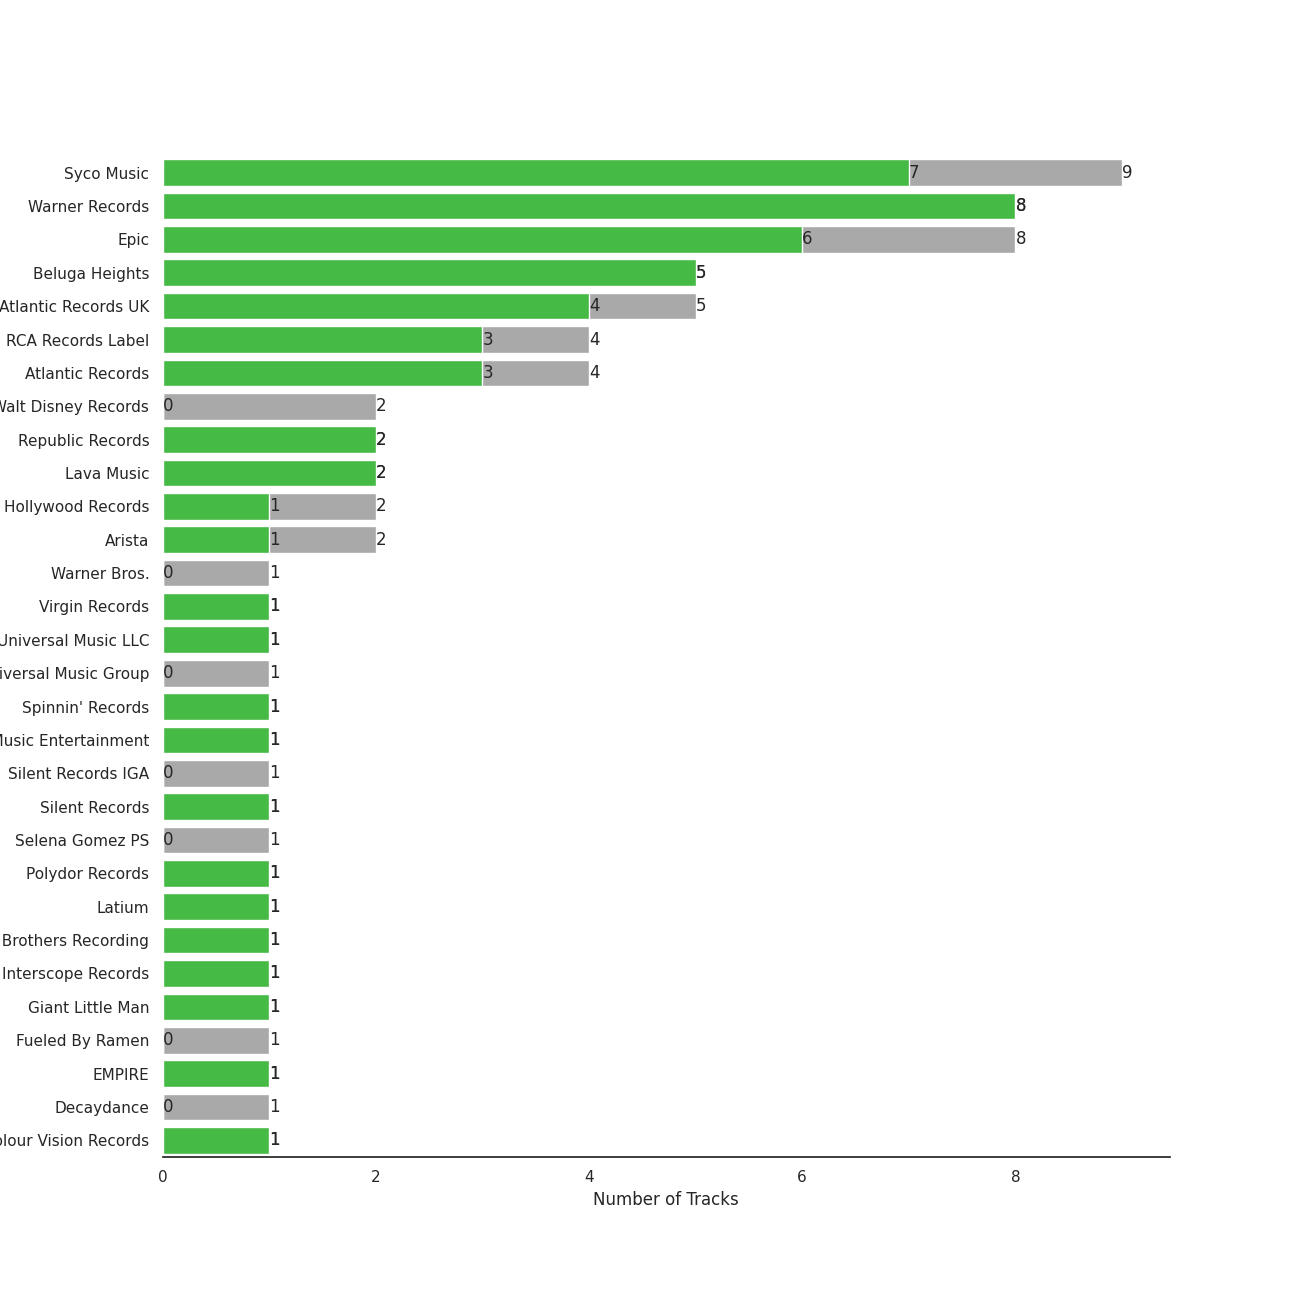 Syco Music 7 9
Warner Records 8
Epic 6 8
Beluga Heights 5
Atlantic Records UK 4 5
RCA Records Label 3 4
Atlantic Records 3 4
Walt Disney Records 0 2
Republic Records 2
Lava Music 2
Hollywood Records 1 2
Arista 1 2
Warner Bros. 0 1
Virgin Records 1
Universal Music LLC 1
iversal Music Group 0 1
Spinnin' Records 1
Music Entertainment 1
Silent Records IGA 0 1
Silent Records 1
Selena Gomez PS 0 1
Polydor Records 1
Latium 1
Brothers Recording 1
Interscope Records 1
Giant Little Man 1
Fueled By Ramen 0 1
EMPIRE 1
Decaydance 0 1
olour Vision Records 1
0 2 4 6 8
Number of Tracks